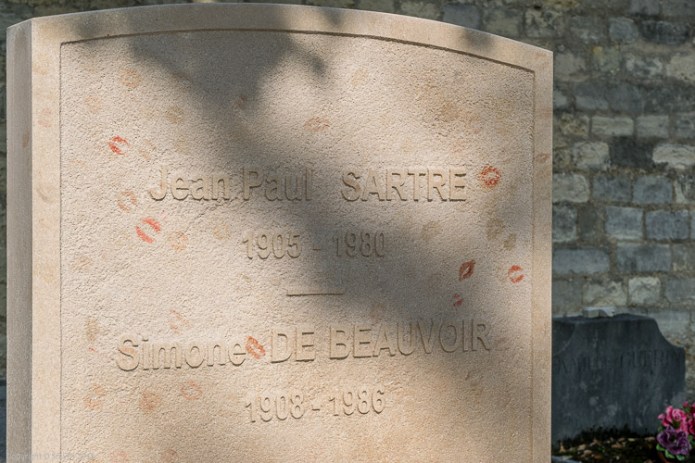 Jean Paul SARTRE
1905 - 1980
Simone DE BEAUVOIR
1908 - 1986